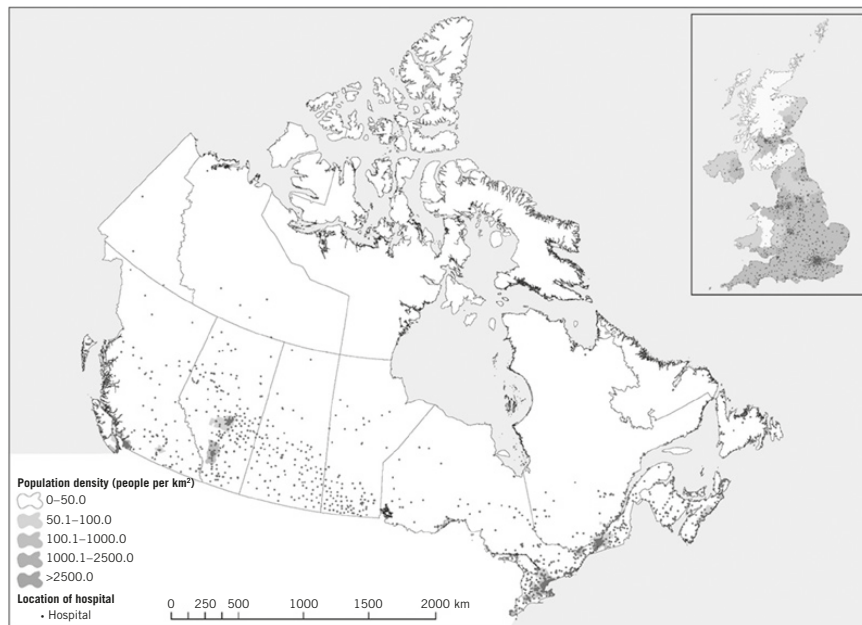 Population density (people per km²)
0–50.0
50.1–100.0
100.1–1000.0
1000.1–2500.0
>2500.0
Location of hospital
• Hospital
0 250 500 1000 1600 2000 km